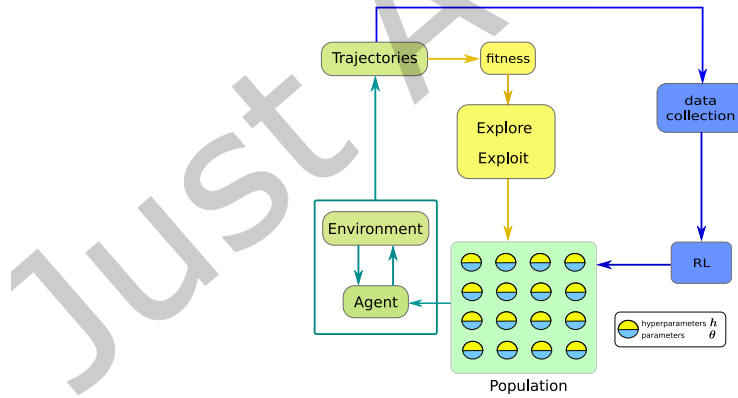 Just A
Trajectories
fitness
data
collection
Explore
Exploit
Environment
Agent
RL
hyperparameters h
parameters θ
Population